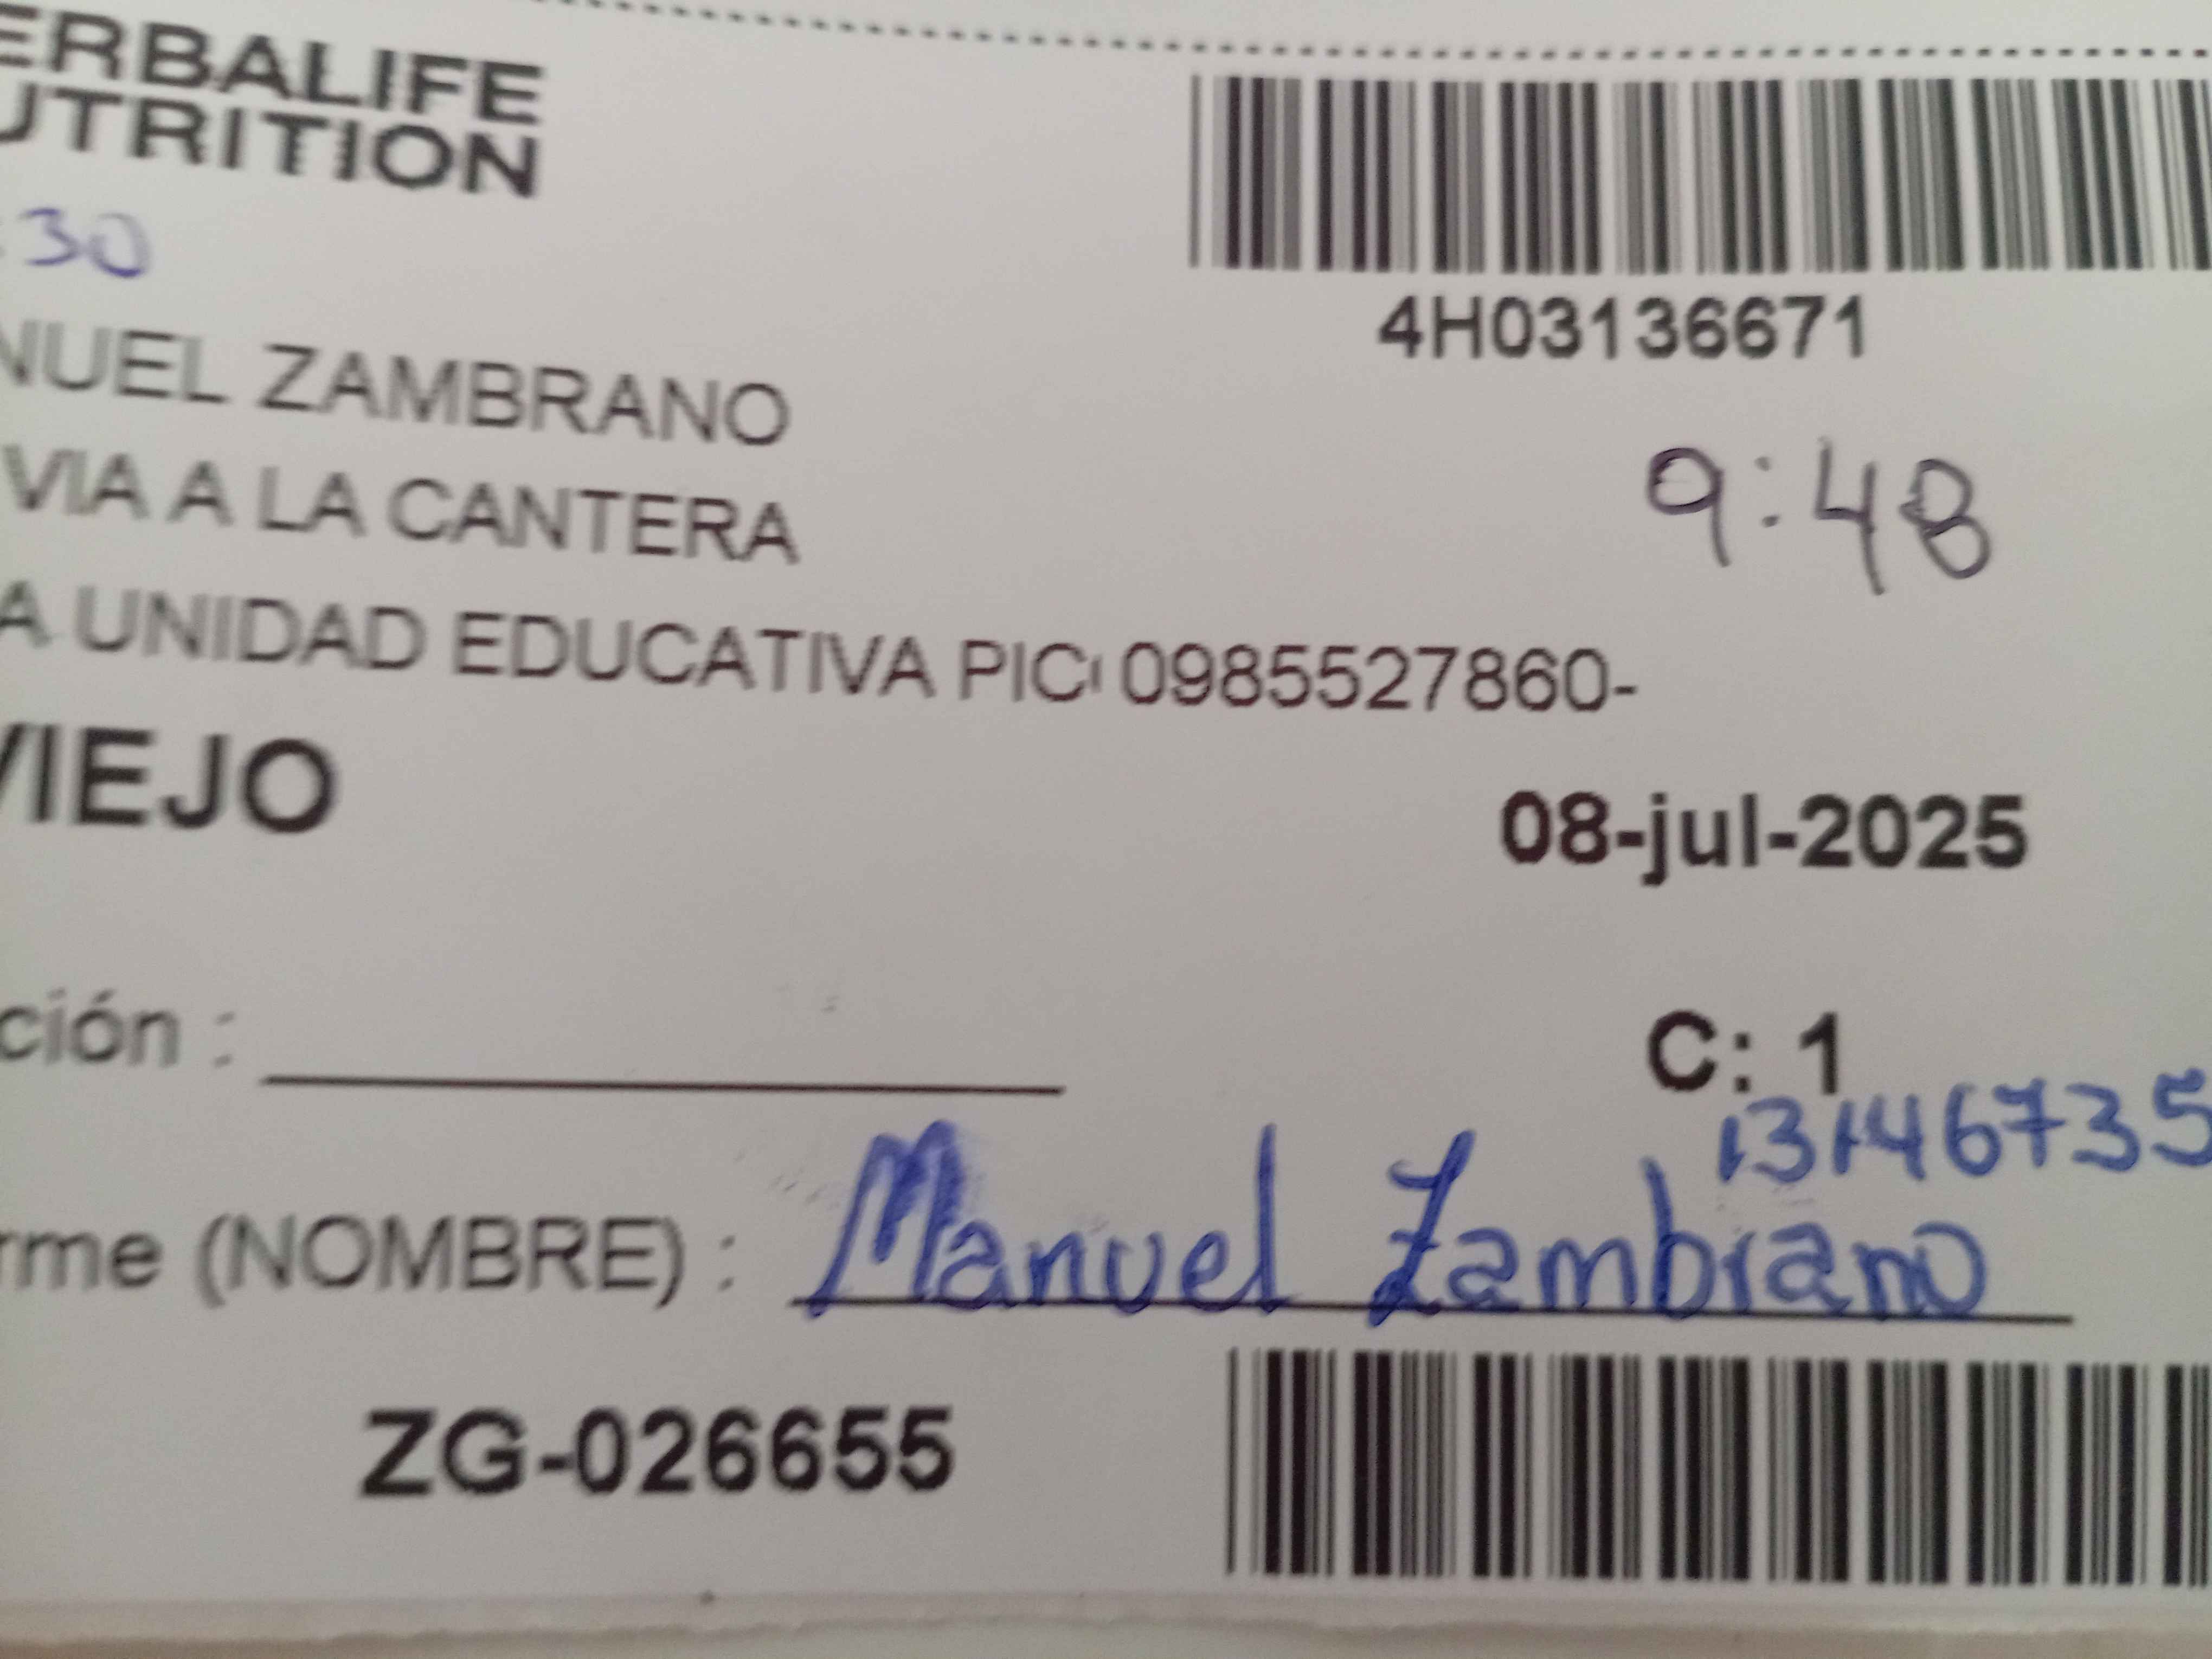 ERBALIFE
UTRITION
:30
4H03136671
NUEL ZAMBRANO
9:48
VIA A LA CANTERA
A UNIDAD EDUCATIVA PIC 0985527860-
VIEJO
08-jul-2025
ción :
C: 1
13146735
rme (NOMBRE) : Manuel Zambrano
ZG-026655